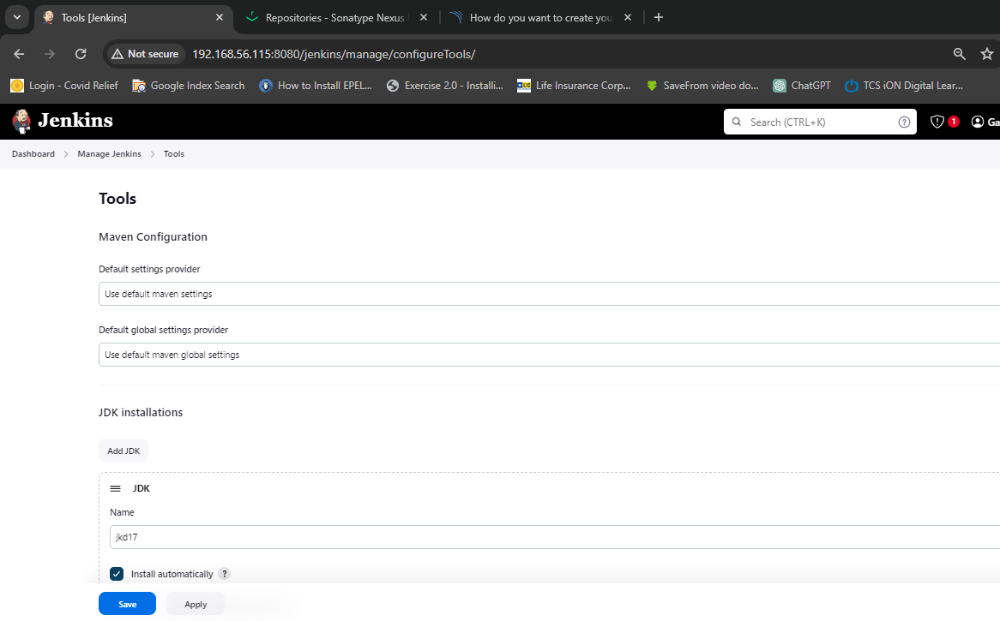 Tools [Jenkins]
Repositories - Sonatype Nexus
How do you want to create you
Not secure
192.168.56.115:8080/jenkins/manage/configureTools/
Login - Covid Relief
Google Index Search
How to Install EPEL...
Exercise 2.0 - Installi...
Life Insurance Corp...
SaveFrom video do...
ChatGPT
TCS iON Digital Lear...
Jenkins
Search (CTRL+K)
?
1
Ga
Dashboard > Manage Jenkins > Tools
Tools
Maven Configuration
Default settings provider
Use default maven settings
Default global settings provider
Use default maven global settings
JDK installations
Add JDK
JDK
Name
jkd17
Install automatically ?
Save
Apply